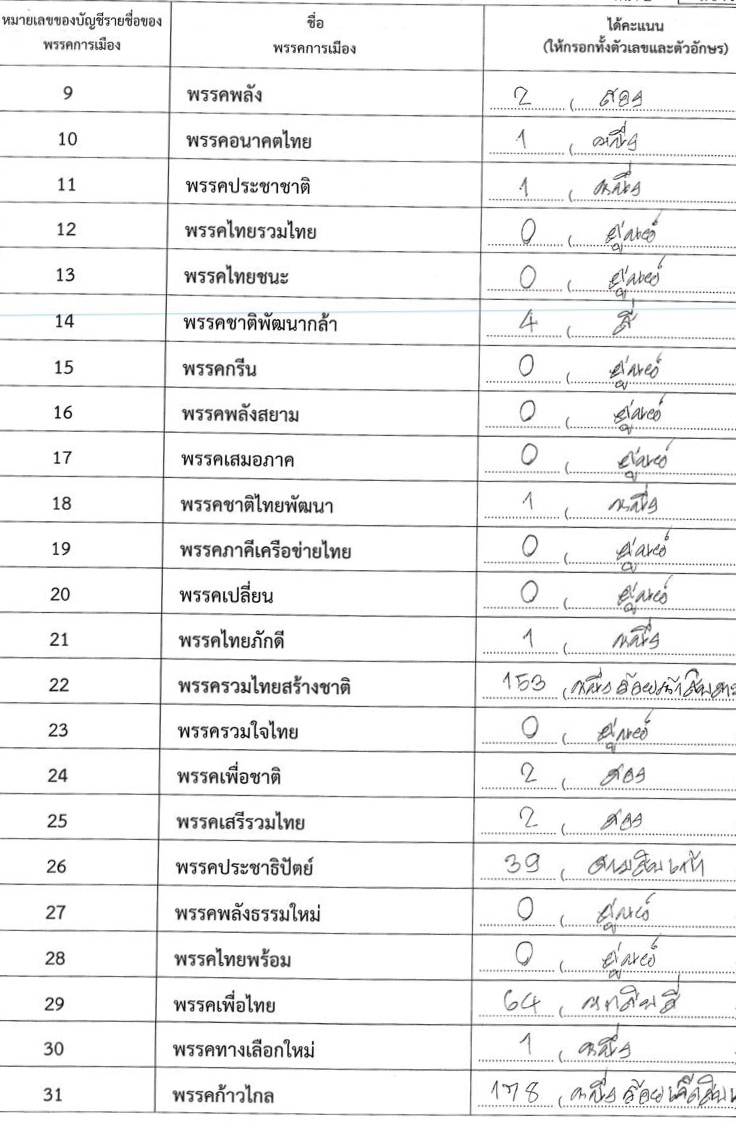 หมายเลขของบัญชีรายชื่อของ ชื่อ ได้คะแนน
พรรคการเมือง พรรคการเมือง (ให้กรอกทั้งตัวเลขและตัวอักษร)
9 พรรคพลัง 2 ( สอง
10 พรรคอนาคตไทย 1 ( หนึ่ง
11 พรรคประชาชาติ 1 ( หนึ่ง
12 พรรคไทยรวมไทย 0 ( ศูนย์
13 พรรคไทยชนะ 0 ( ศูนย์
14 พรรคชาติพัฒนากล้า 4 ( สี่
15 พรรคกรีน 0 ( ศูนย์
16 พรรคพลังสยาม 0 ( ศูนย์
17 พรรคเสมอภาค 0 ( ศูนย์
18 พรรคชาติไทยพัฒนา 1 ( หนึ่ง
19 พรรคภาคีเครือข่ายไทย 0 ( ศูนย์
20 พรรคเปลี่ยน 0 ( ศูนย์
21 พรรคไทยภักดี 1 ( หนึ่ง
22 พรรครวมไทยสร้างชาติ 153 ( หนึ่งร้อยห้าสิบสา
23 พรรครวมใจไทย 0 ( ศูนย์
24 พรรคเพื่อชาติ 2 ( สอง
25 พรรคเสรีรวมไทย 2 ( สอง
26 พรรคประชาธิปัตย์ 39 ( สามสิบเก้า
27 พรรคพลังธรรมใหม่ 0 ( ศูนย์
28 พรรคไทยพร้อม 0 ( ศูนย์
29 พรรคเพื่อไทย 64 ( หกสิบสี่
30 พรรคทางเลือกใหม่ 1 ( หนึ่ง
31 พรรคก้าวไกล 178 ( หนึ่งร้อยเจ็ดสิบ